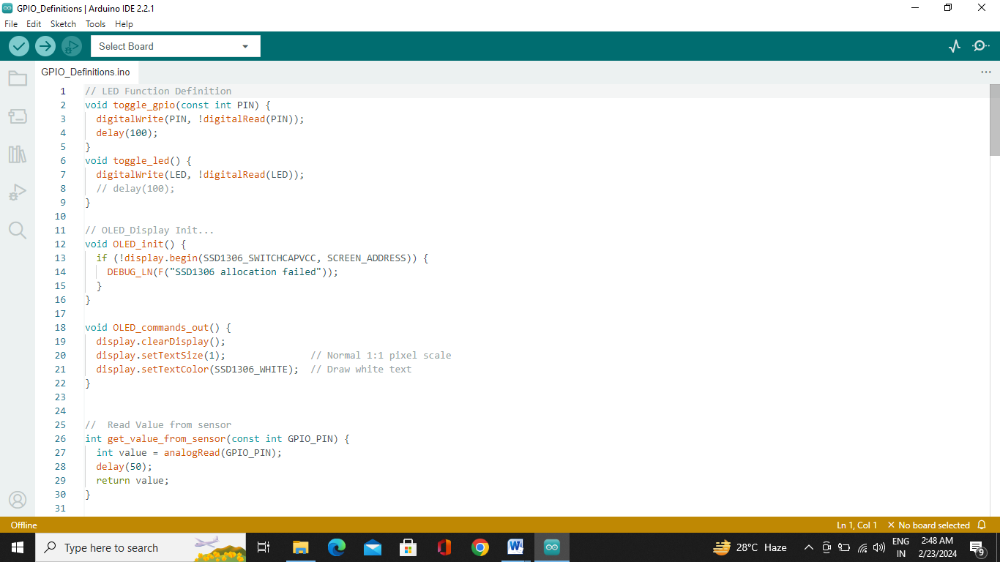 GPIO_Definitions | Arduino IDE 2.2.1
File Edit Sketch Tools Help
Select Board
GPIO_Definitions.ino
1 // LED Function Definition
2 void toggle_gpio(const int PIN) {
3   digitalWrite(PIN, !digitalRead(PIN));
4   delay(100);
5 }
6 void toggle_led() {
7   digitalWrite(LED, !digitalRead(LED));
8   // delay(100);
9 }
10
11 // OLED_Display Init...
12 void OLED_init() {
13   if (!display.begin(SSD1306_SWITCHCAPVCC, SCREEN_ADDRESS)) {
14     DEBUG_LN(F("SSD1306 allocation failed"));
15   }
16 }
17
18 void OLED_commands_out() {
19   display.clearDisplay();
20   display.setTextSize(1);               // Normal 1:1 pixel scale
21   display.setTextColor(SSD1306_WHITE);  // Draw white text
22 }
23
24
25 //  Read Value from sensor
26 int get_value_from_sensor(const int GPIO_PIN) {
27   int value = analogRead(GPIO_PIN);
28   delay(50);
29   return value;
30 }
31
Offline Ln 1, Col 1 × No board selected
Type here to search 28°C Haze ENG IN 2:48 AM 2/23/2024 9